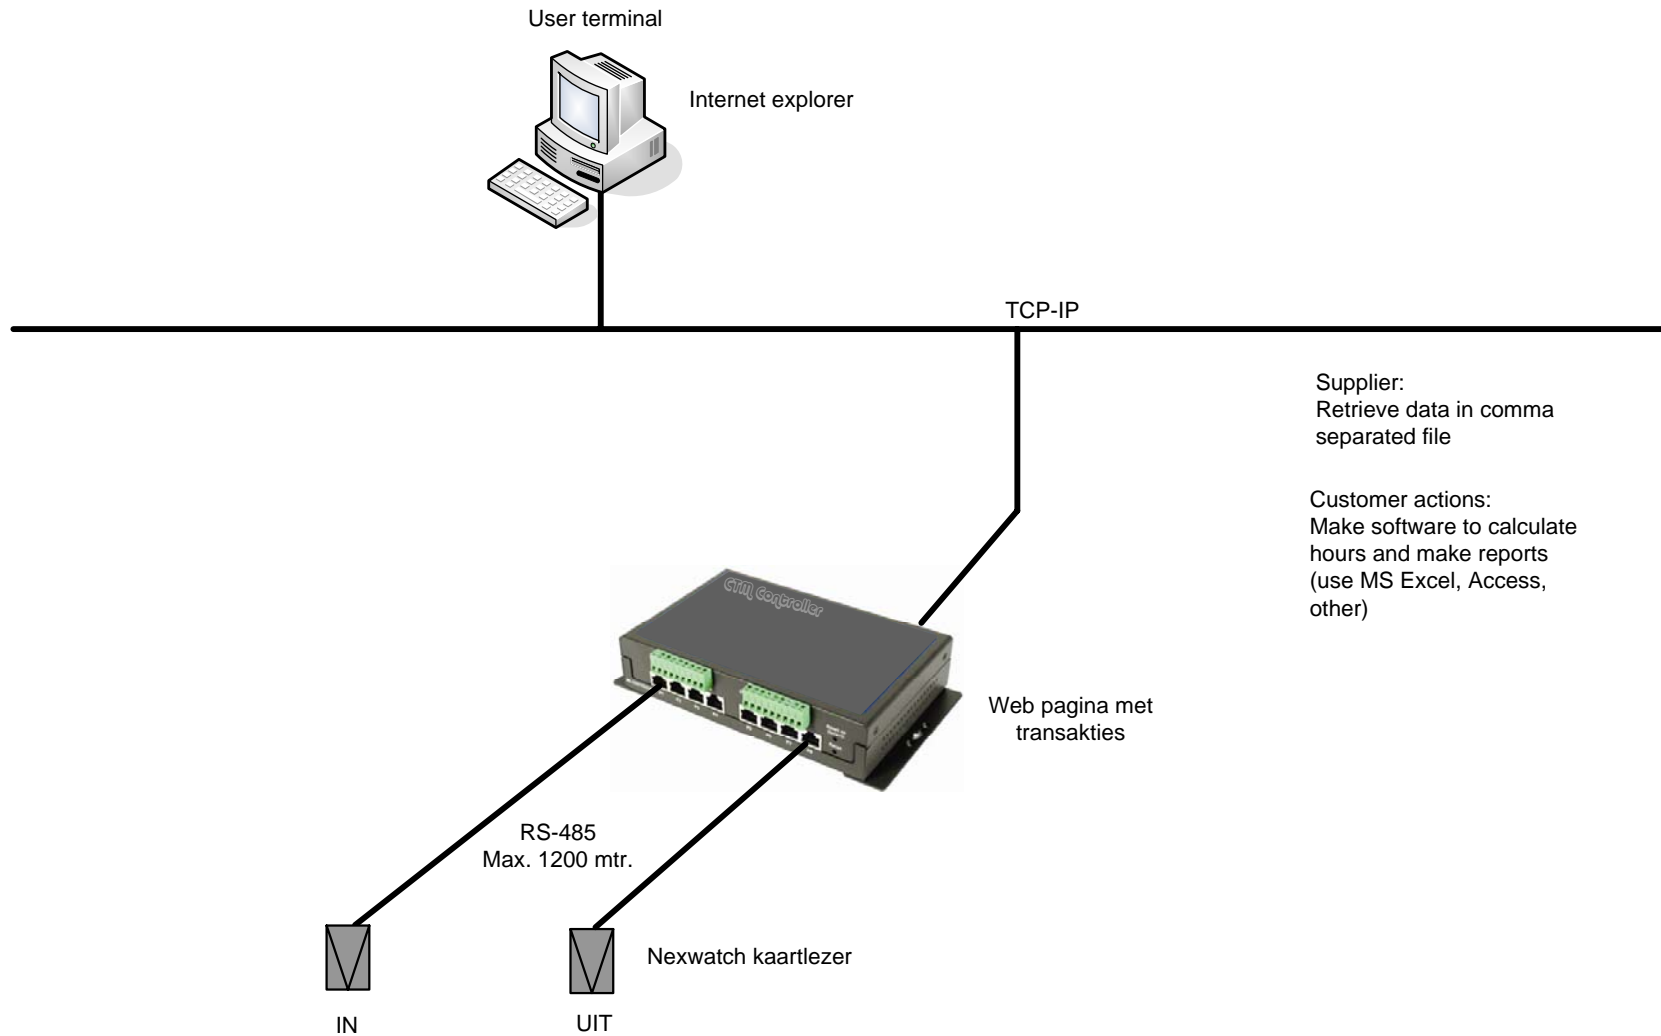 User terminal
Internet explorer
TCP-IP
Supplier:
Retrieve data in comma
separated file
Customer actions:
Make software to calculate
hours and make reports
(use MS Excel, Access,
other)
CTM Controller
Web pagina met
transakties
RS-485
Max. 1200 mtr.
Nexwatch kaartlezer
IN
UIT